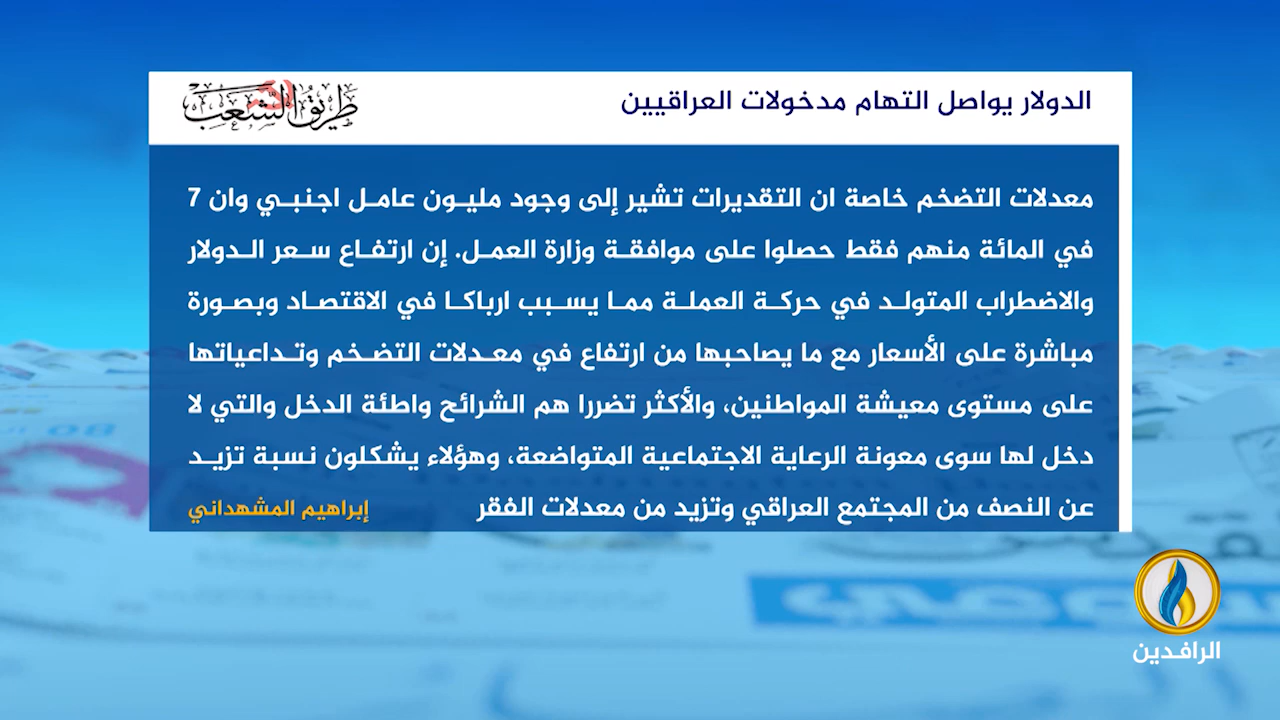 الدولار يواصل التهام مدخولات العراقيين
طريق الشعب
معدلات التضخم خاصة ان التقديرات تشير إلى وجود مليون عامل اجنبي وان 7
في المائة منهم فقط حصلوا على موافقة وزارة العمل. إن ارتفاع سعر الدولار
والاضطراب المتولد في حركة العملة مما يسبب ارباكا في الاقتصاد وبصورة
مباشرة على الأسعار مع ما يصاحبها من ارتفاع في معدلات التضخم وتداعياتها
على مستوى معيشة المواطنين، والأكثر تضررا هم الشرائح واطئة الدخل والتي لا
دخل لها سوى معونة الرعاية الاجتماعية المتواضعة، وهؤلاء يشكلون نسبة تزيد
عن النصف من المجتمع العراقي وتزيد من معدلات الفقر
إبراهيم المشهداني
الرافدين